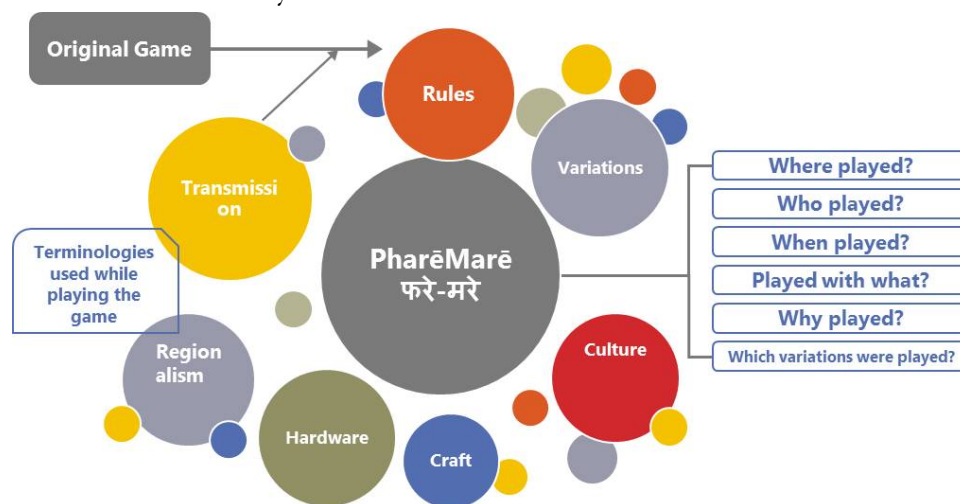 Original Game
Rules
Variations
Transmissi
on
Where played?
Who played?
When played?
Played with what?
Why played?
Which variations were played?
PharēMarē
फरे-मरे
Terminologies
used while
playing the
game
Region
alism
Culture
Hardware
Craft